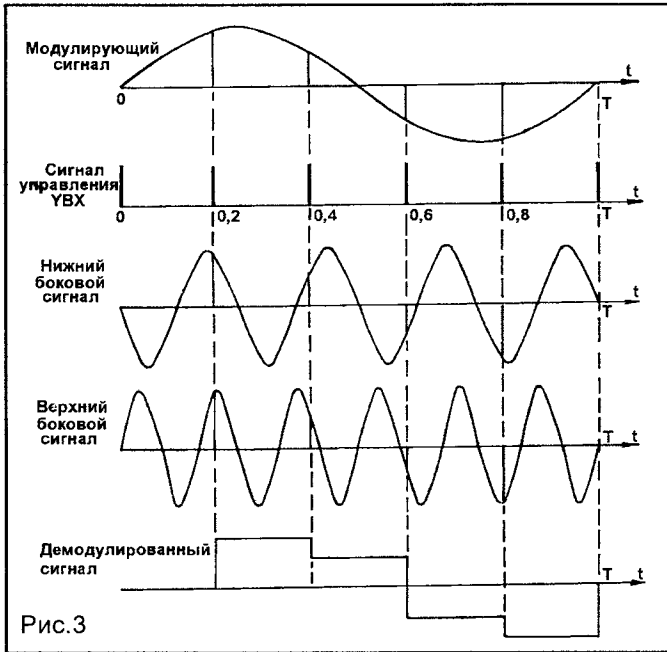 Модулирующий
сигнал
t
0
T
Сигнал
управления
YBX
t
0
0,2
0,4
0,6
0,8
T
Нижний
боковой
сигнал
t
T
Верхний
боковой
сигнал
T
t
Демодулированный
сигнал
T
t
Рис.3